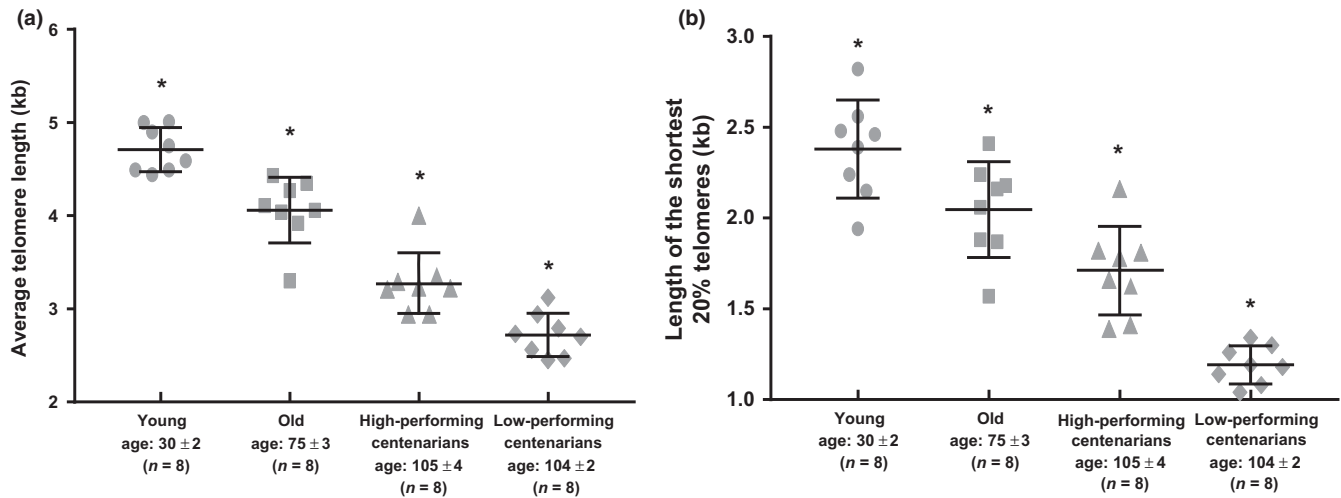 (a)
Average telomere length (kb)
6
5
4
3
2
*
*
*
*
Young
age: 30 ±2
(n = 8)
Old
age: 75 ±3
(n = 8)
High-performing
centenarians
age: 105 ±4
(n = 8)
Low-performing
centenarians
age: 104 ±2
(n = 8)
(b)
Length of the shortest
20% telomeres (kb)
3.0
2.5
2.0
1.5
1.0
*
*
*
*
Young
age: 30 ±2
(n = 8)
Old
age: 75 ±3
(n = 8)
High-performing
centenarians
age: 105 ±4
(n = 8)
Low-performing
centenarians
age: 104 ±2
(n = 8)